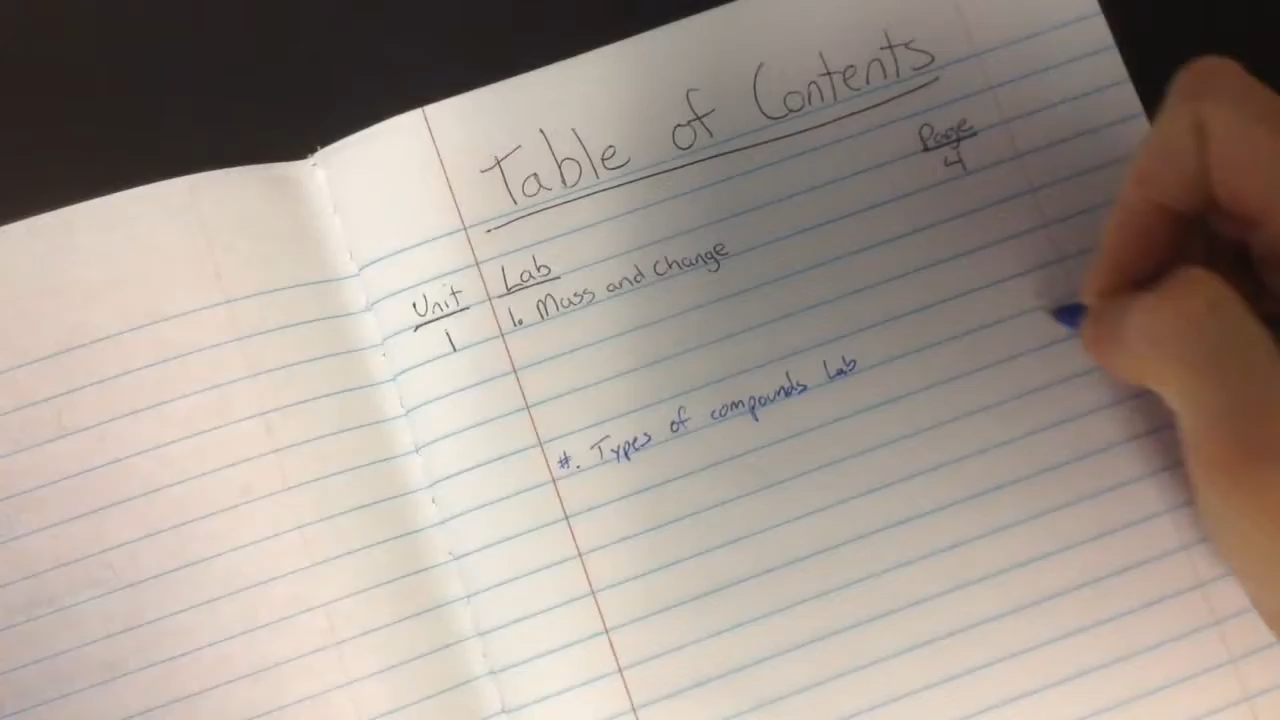 Table of Contents
Unit Lab Page
1 1. Mass and change 4
#. Types of compounds Lab